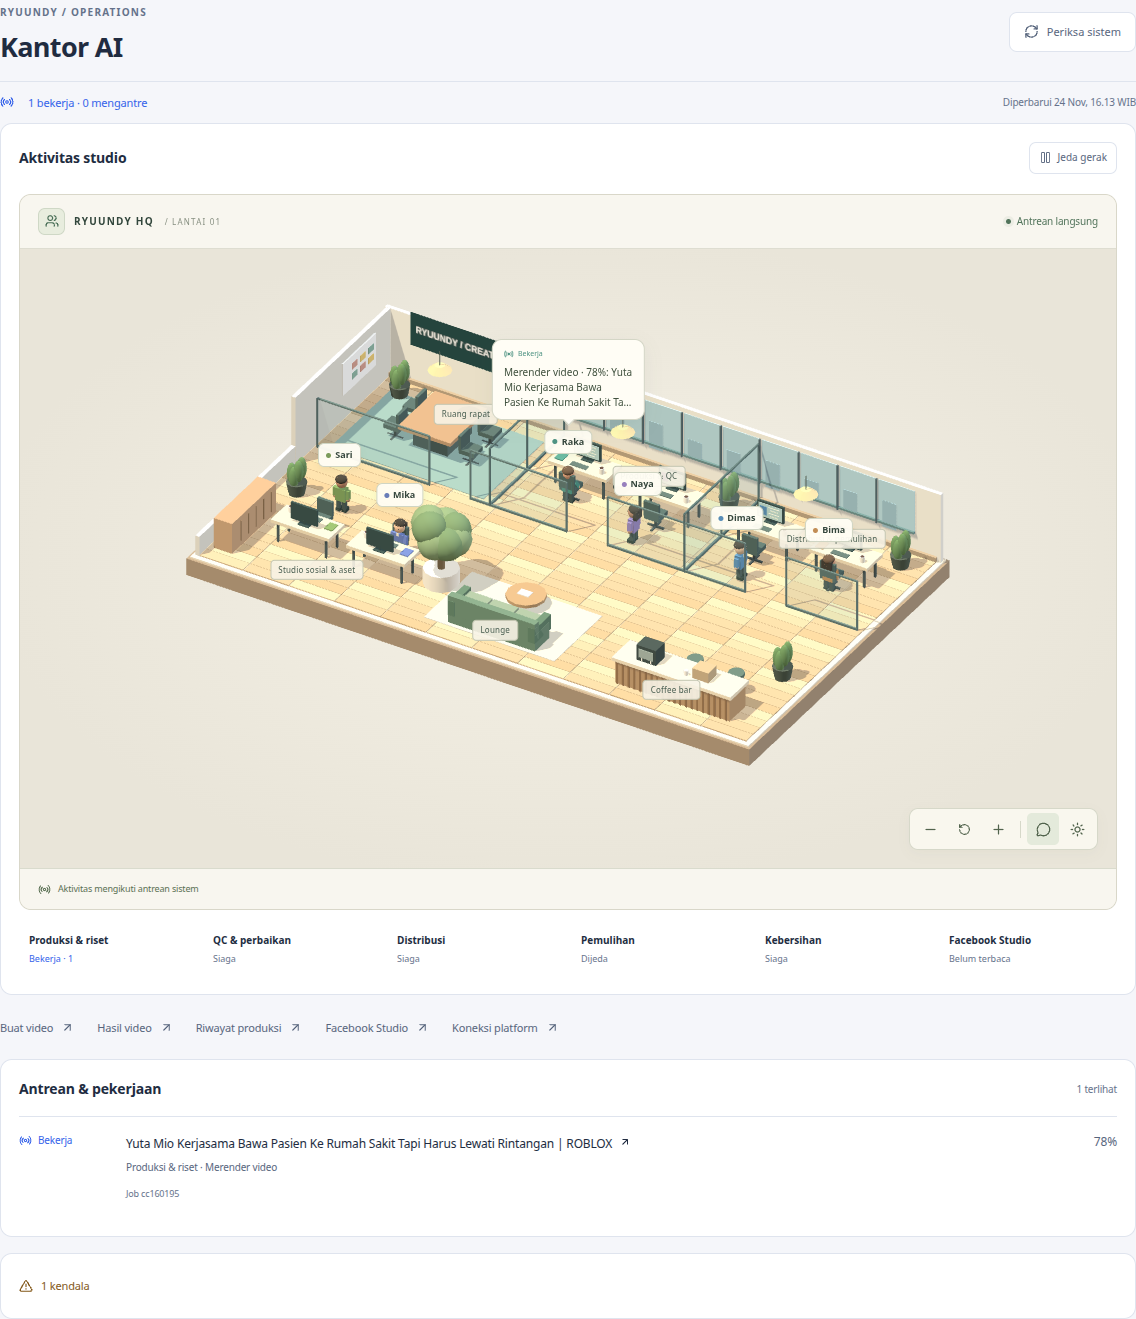 RYUUNDY / OPERATIONS
Kantor AI
Periksa sistem
1 bekerja · 0 mengantre
Diperbarui 24 Nov, 16.13 WIB
Aktivitas studio
Jeda gerak
RYUUNDY HQ / LANTAI 01
Antrean langsung
RYUUNDY / CREAT
Bekerja
Merender video · 78%: Yuta
Mio Kerjasama Bawa
Pasien Ke Rumah Sakit Ta...
Ruang rapat
Raka
Sari
QC
Naya
Mika
Dimas
Bima
Studio sosial & aset
Lounge
Coffee bar
Aktivitas mengikuti antrean sistem
Produksi & riset
Bekerja · 1
QC & perbaikan
Siaga
Distribusi
Siaga
Pemulihan
Dijeda
Kebersihan
Siaga
Facebook Studio
Belum terbaca
Buat video
Hasil video
Riwayat produksi
Facebook Studio
Koneksi platform
Antrean & pekerjaan
1 terlihat
Bekerja
Yuta Mio Kerjasama Bawa Pasien Ke Rumah Sakit Tapi Harus Lewati Rintangan | ROBLOX
78%
Produksi & riset · Merender video
Job cc160195
1 kendala